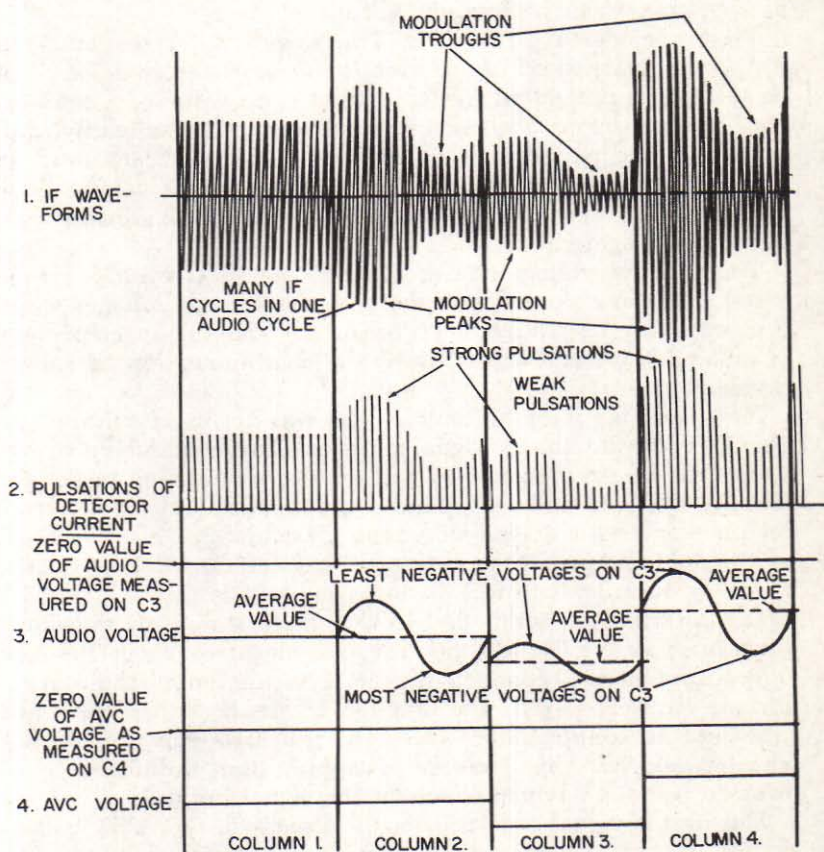 MODULATION
TROUGHS
1. IF WAVE-
FORMS
MANY IF
CYCLES IN ONE
AUDIO CYCLE
MODULATION
PEAKS
STRONG PULSATIONS
WEAK
PULSATIONS
2. PULSATIONS OF
DETECTOR
CURRENT
ZERO VALUE
OF AUDIO
VOLTAGE MEA-
SURED ON C3
LEAST NEGATIVE VOLTAGES ON C3
AVERAGE
VALUE
AVERAGE
VALUE
AVERAGE
VALUE
3. AUDIO VOLTAGE
MOST NEGATIVE VOLTAGES ON C3
ZERO VALUE
OF AVC
VOLTAGE AS
MEASURED
ON C4
4. AVC VOLTAGE
COLUMN 1. COLUMN 2. COLUMN 3. COLUMN 4.